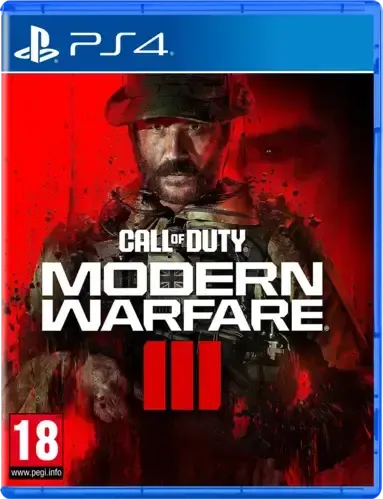 PS4
CALL OF DUTY
MODERN
WARFARE®
III
18
www.pegi.info